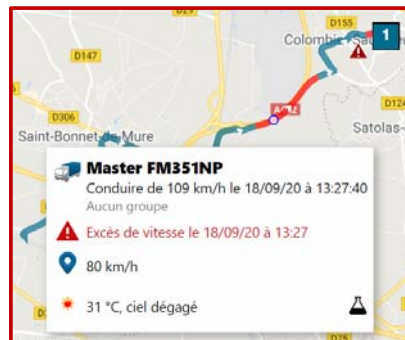 D29
D155
1
Colombier-Sau
D147
D306
D124
Saint-Bonnet-de Mure
Satolas-
Master FM351NP
Conduire de 109 km/h le 18/09/20 à 13:27:40
Aucun groupe
Excès de vitesse le 18/09/20 à 13:27
80 km/h
31 °C, ciel dégagé
D75